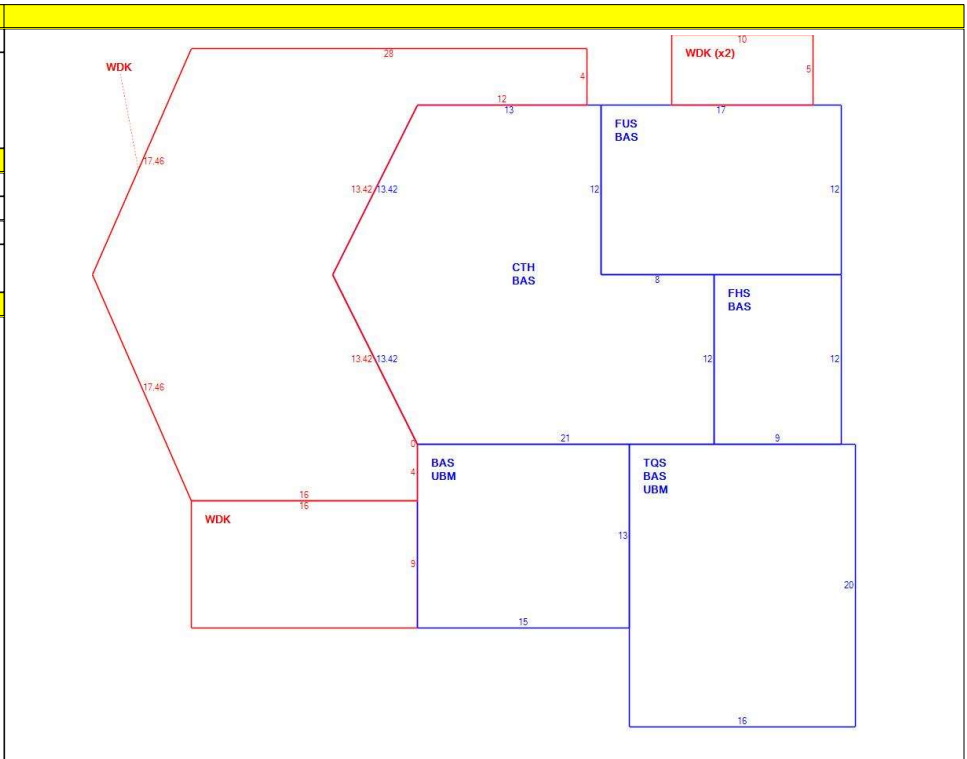 10
28
WDK (x2)
WDK
5
4
12
13
17
FUS
BAS
17.46
13.42 13.42
12
12
CTH
BAS
8
FHS
BAS
13.42 13.42
12
12
17.46
21
9
0
BAS
UBM
TQS
BAS
UBM
4
16
16
WDK
13
9
20
15
16